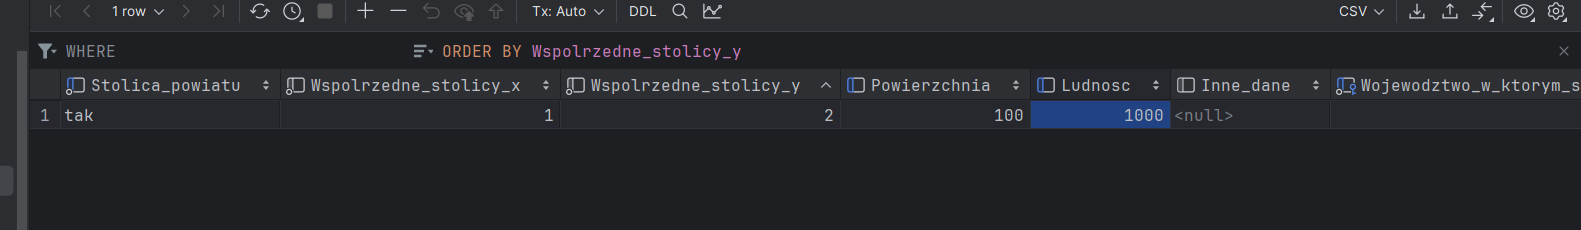 1 row Tx: Auto DDL CSV
WHERE ORDER BY Wspolrzedne_stolicy_y
Stolica_powiatu Wspolrzedne_stolicy_x Wspolrzedne_stolicy_y Powierzchnia Ludnosc Inne_dane Wojewodztwo_w_ktorym_s
1 tak 1 2 100 1000 <null>